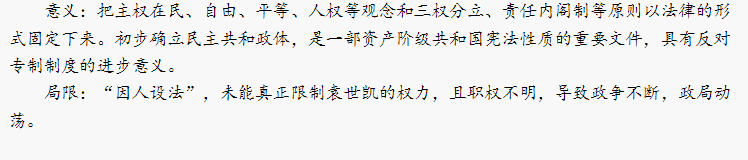 意义：把主权在民、自由、平等、人权等观念和三权分立、责任内阁制等原则以法律的形
式固定下来。初步确立民主共和政体，是一部资产阶级共和国宪法性质的重要文件，具有反对
专制制度的进步意义。
局限：“因人设法”，未能真正限制袁世凯的权力，且职权不明，导致政争不断，政局动
荡。